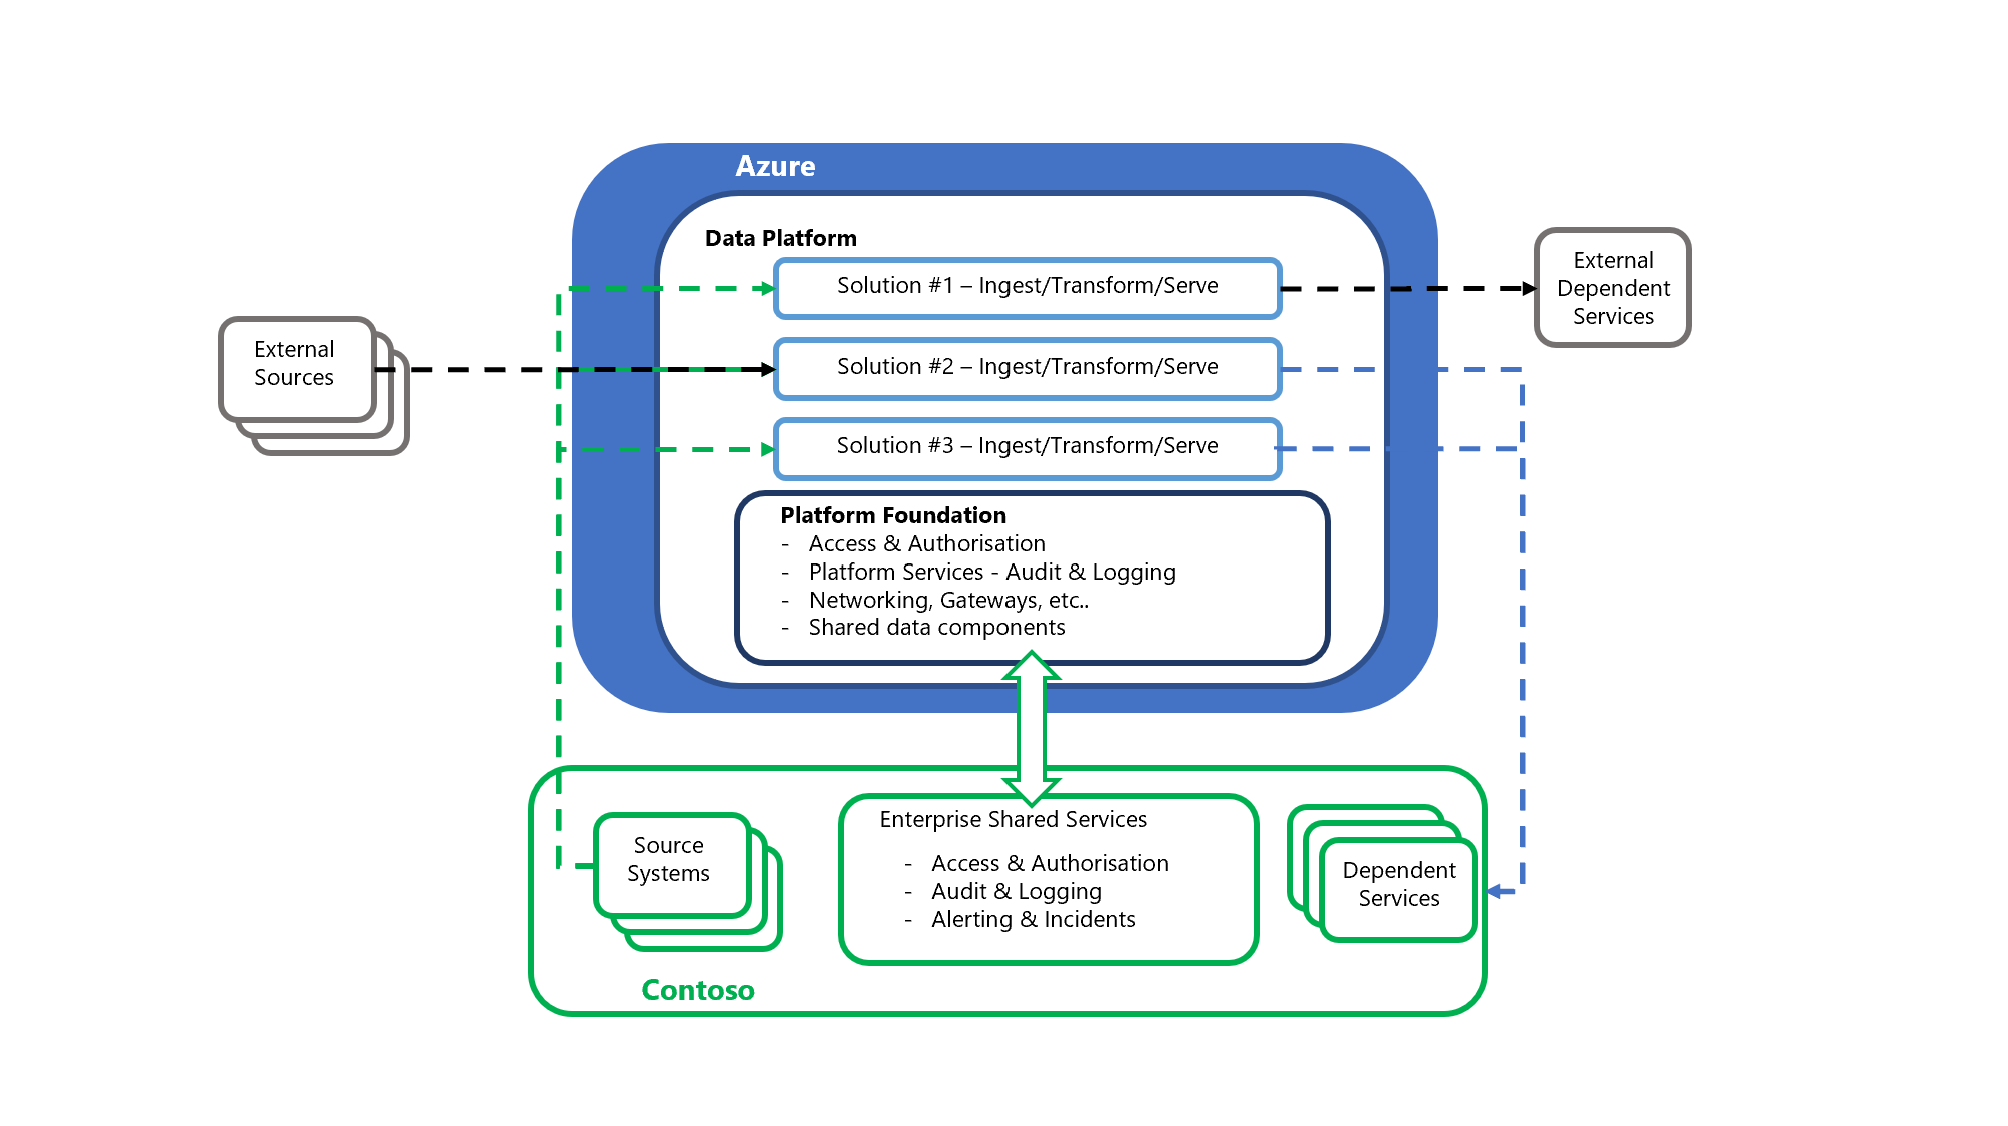 Azure
Data Platform
Solution #1 – Ingest/Transform/Serve
External
Dependent
Services
External
Sources
Solution #2 – Ingest/Transform/Serve
Solution #3 – Ingest/Transform/Serve
Platform Foundation
- Access & Authorisation
- Platform Services - Audit & Logging
- Networking, Gateways, etc..
- Shared data components
Source
Systems
Enterprise Shared Services
- Access & Authorisation
- Audit & Logging
- Alerting & Incidents
Dependent
Services
Contoso